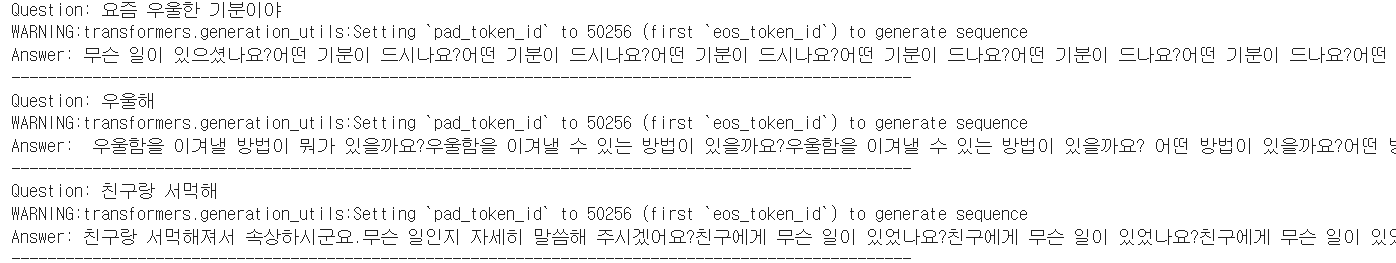 Question: 요즘 우울한 기분이야
WARNING:transformers.generation_utils:Setting `pad_token_id` to 50256 (first `eos_token_id`) to generate sequence
Answer: 무슨 일이 있으셨나요?어떤 기분이 드시나요?어떤 기분이 드시나요?어떤 기분이 드시나요?어떤 기분이 드나요?어떤 기분이 드나요?어떤 기분이 드나요?어떤
----------------------------------------------------------------------------------------------------
Question: 우울해
WARNING:transformers.generation_utils:Setting `pad_token_id` to 50256 (first `eos_token_id`) to generate sequence
Answer:  우울함을 이겨낼 방법이 뭐가 있을까요?우울함을 이겨낼 수 있는 방법이 있을까요?우울함을 이겨낼 수 있는 방법이 있을까요? 어떤 방법이 있을까요?어떤
----------------------------------------------------------------------------------------------------
Question: 친구랑 서먹해
WARNING:transformers.generation_utils:Setting `pad_token_id` to 50256 (first `eos_token_id`) to generate sequence
Answer: 친구랑 서먹해져서 속상하시군요.무슨 일인지 자세히 말씀해 주시겠어요?친구에게 무슨 일이 있었나요?친구에게 무슨 일이 있었나요?친구에게 무슨 일이
----------------------------------------------------------------------------------------------------